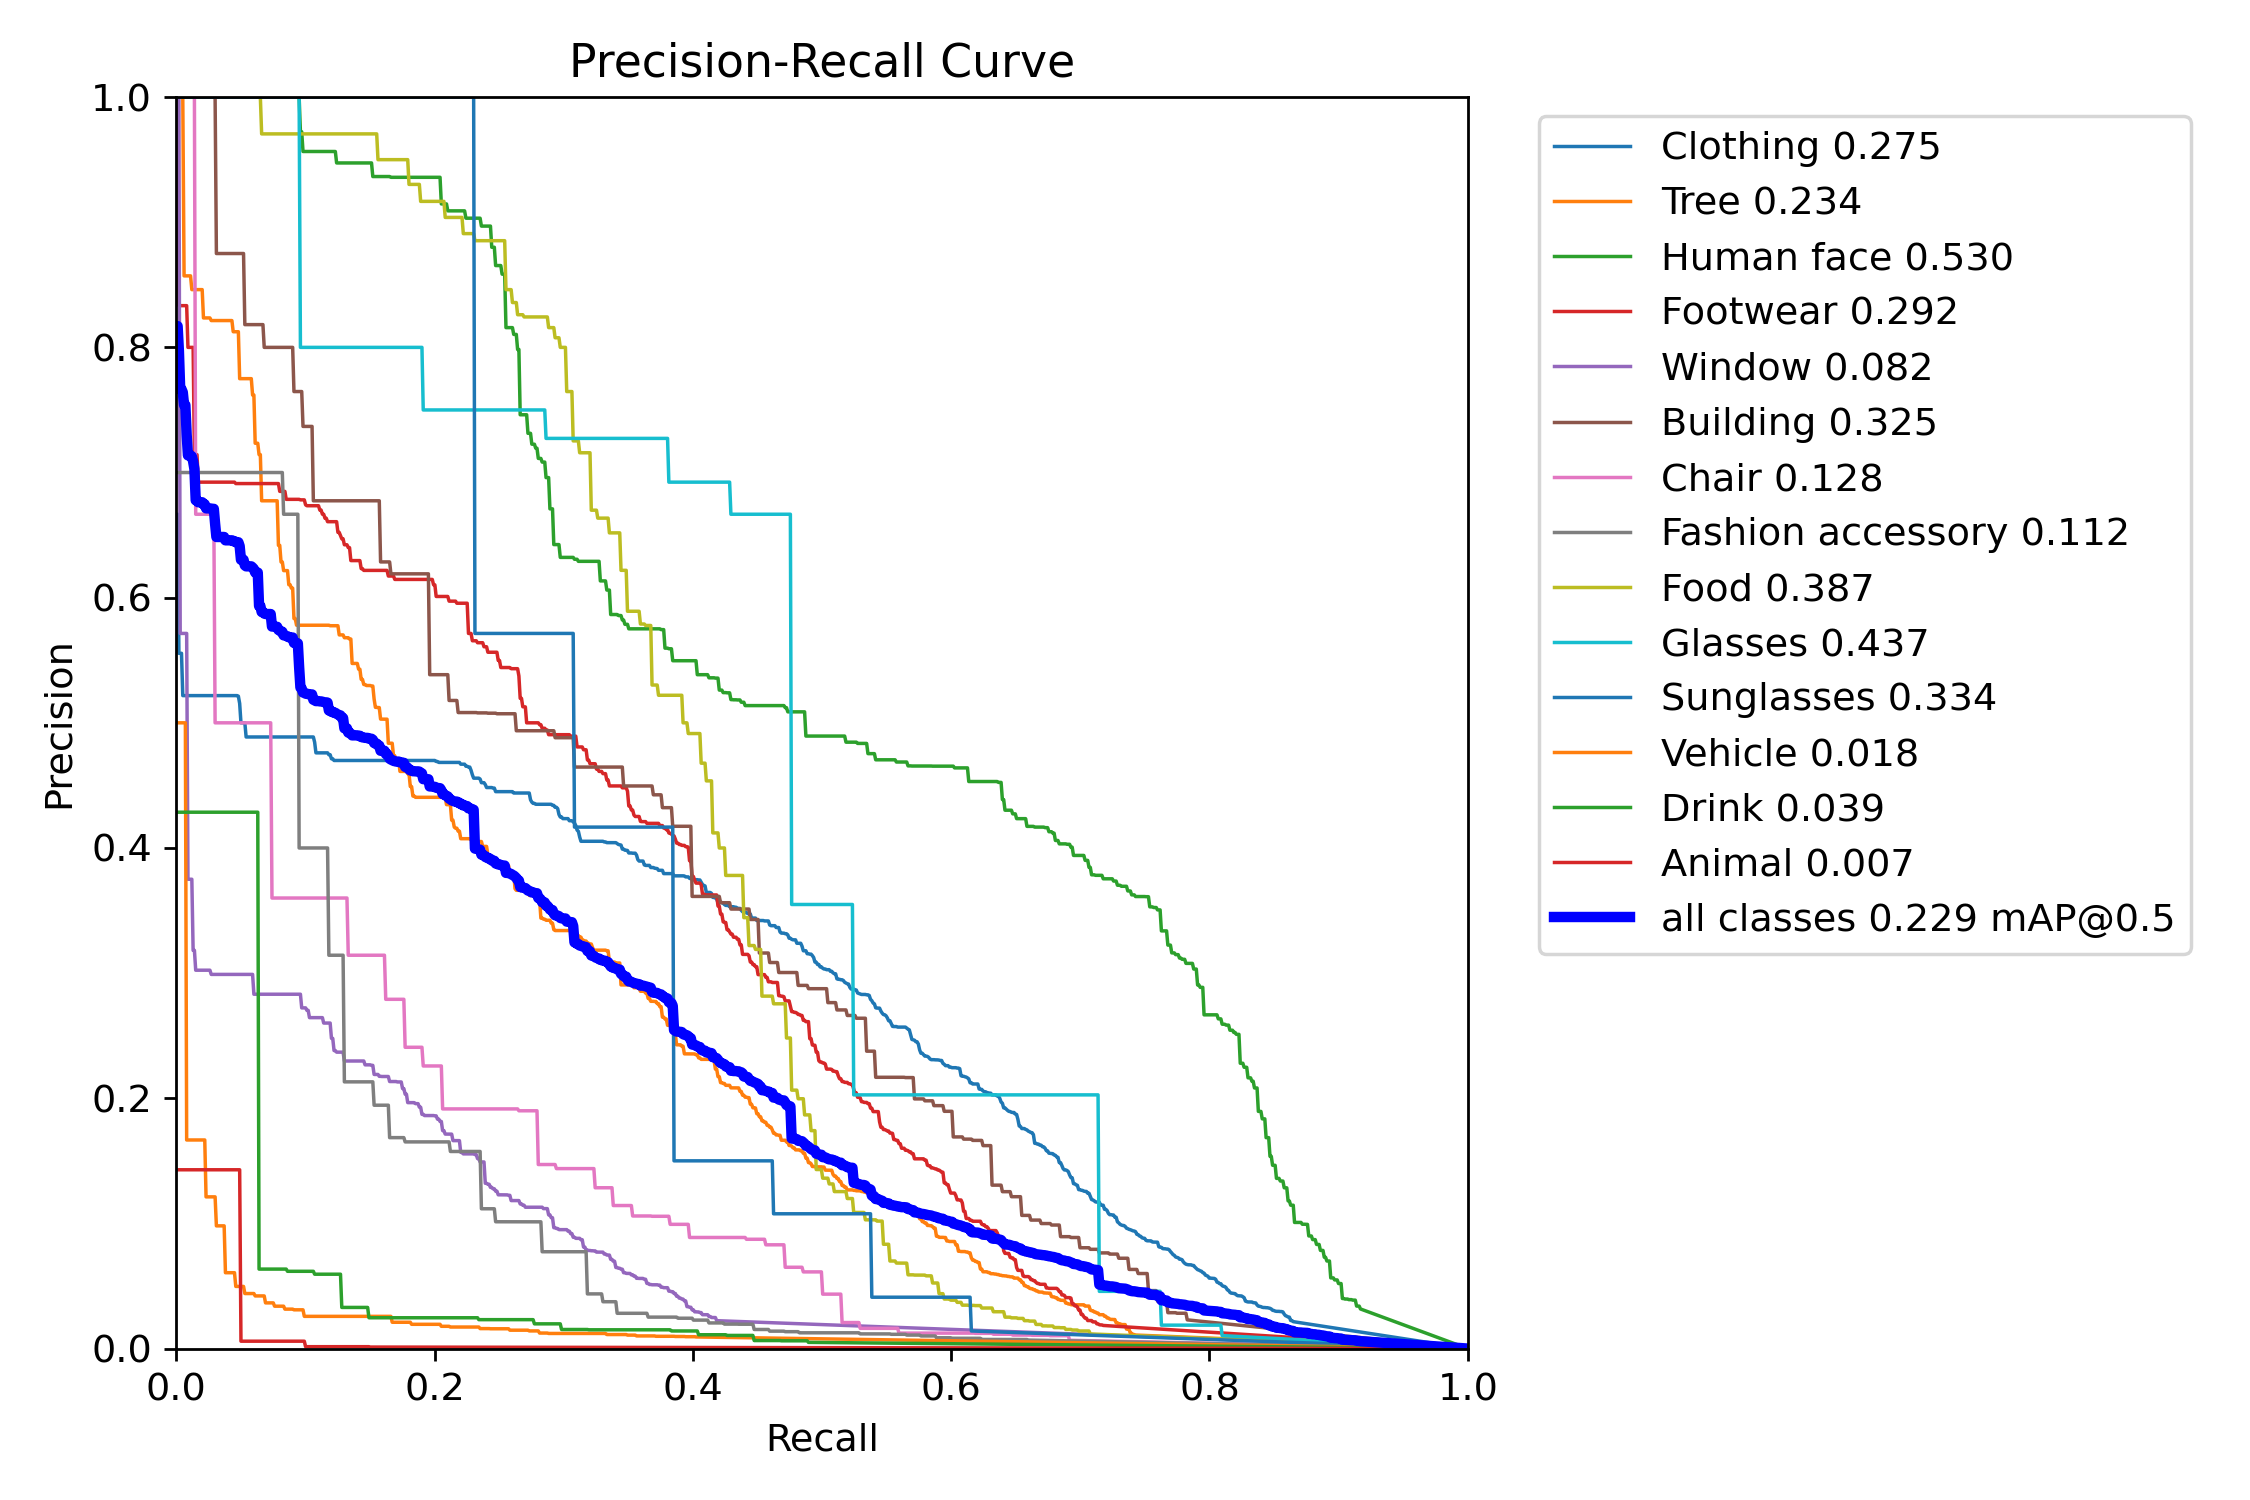 Precision-Recall Curve
1.0
0.8
0.6
0.4
0.2
0.0
Precision
0.0 0.2 0.4 0.6 0.8 1.0
Recall
Clothing 0.275
Tree 0.234
Human face 0.530
Footwear 0.292
Window 0.082
Building 0.325
Chair 0.128
Fashion accessory 0.112
Food 0.387
Glasses 0.437
Sunglasses 0.334
Vehicle 0.018
Drink 0.039
Animal 0.007
all classes 0.229 mAP@0.5